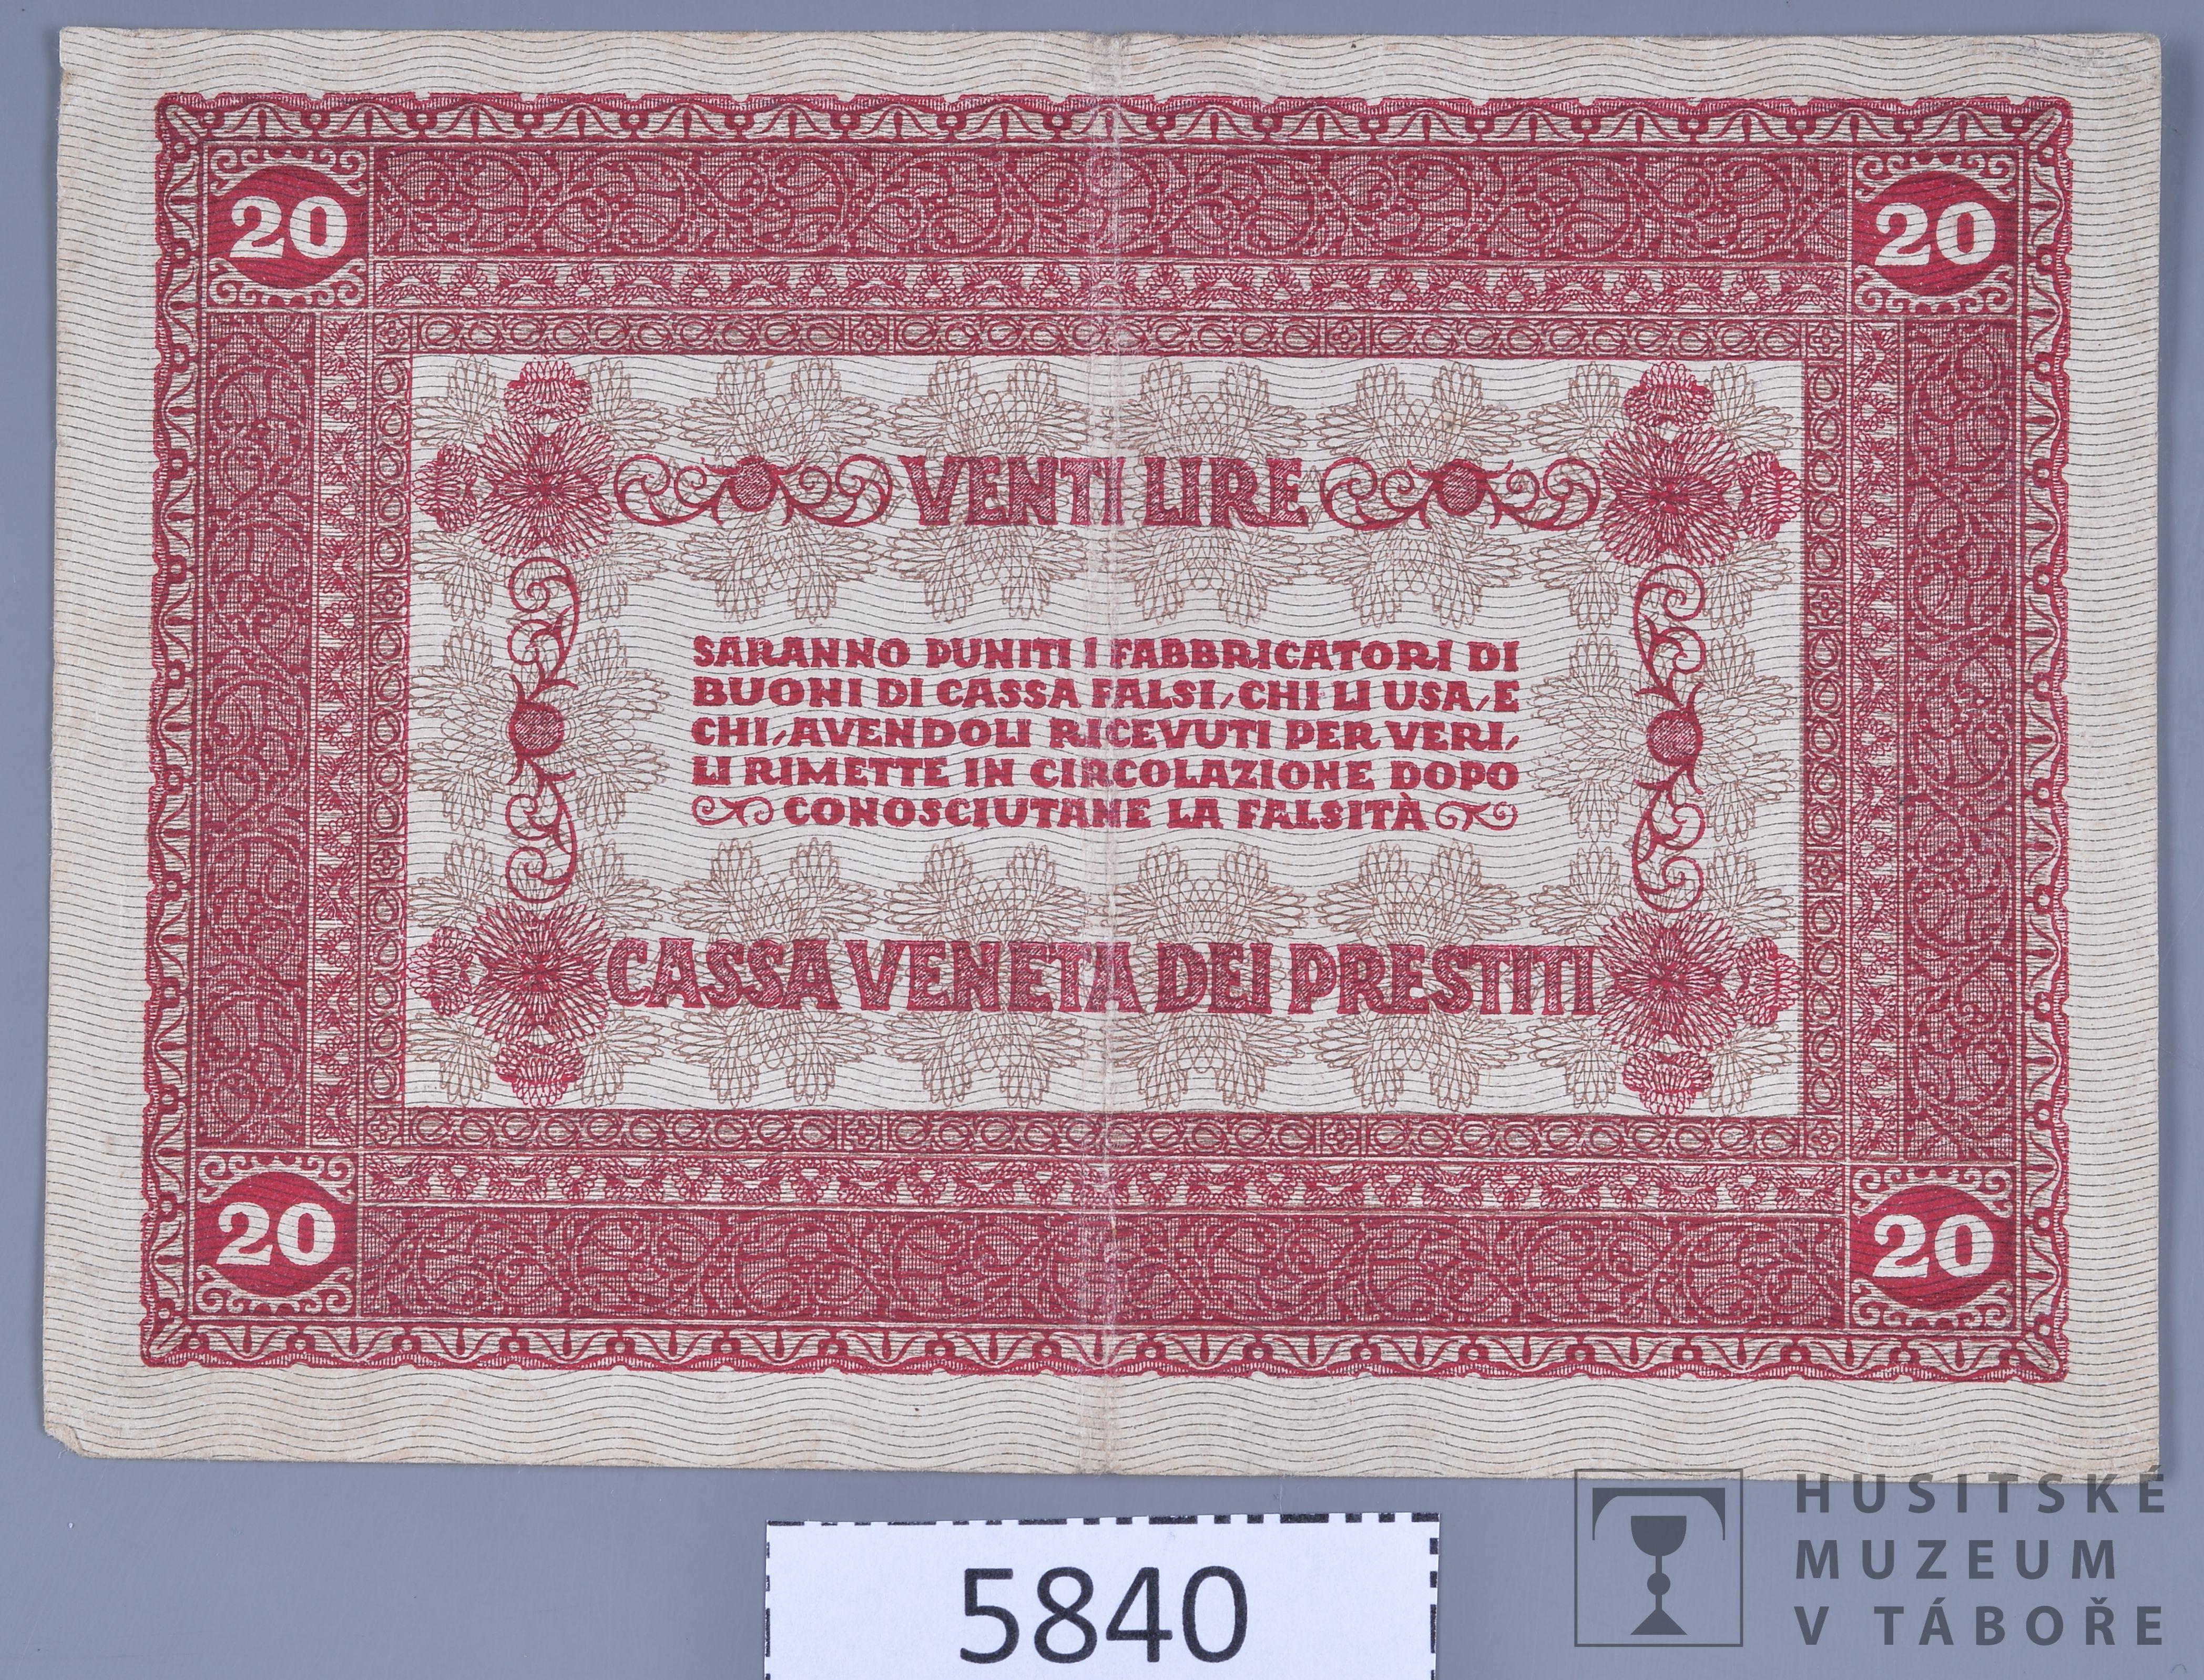 20 20
VENTI LIRE
SARANNO PUNITI I FABBRICATORI DI
BUONI DI CASSA FALSI, CHI LI USA, E
CHI, AVENDOLI RICEVUTI PER VERI,
LI RIMETTE IN CIRCOLAZIONE DOPO
CONOSCIUTANE LA FALSITÀ
CASSA VENETA DEI PRESTITI
20 20
5840
HUSITSKÉ
MUZEUM
V TÁBOŘE